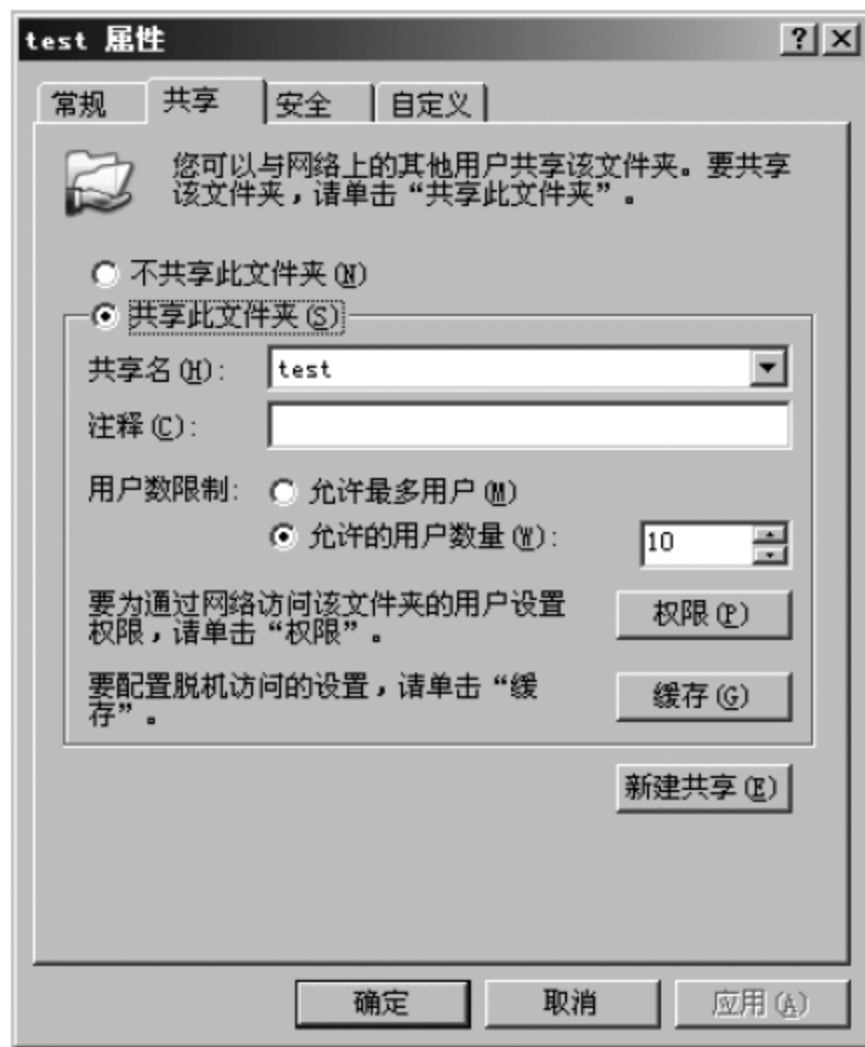 test 属性
常规 共享 安全 自定义
您可以与网络上的其他用户共享该文件夹。要共享
该文件夹，请单击“共享此文件夹”。
不共享此文件夹(N)
共享此文件夹(S)
共享名(H): test
注释(C):
用户数限制: 允许最多用户(M)
允许的用户数量(W): 10
要为通过网络访问该文件夹的用户设置
权限，请单击“权限”。
权限(P)
要配置脱机访问的设置，请单击“缓
存”。
缓存(G)
新建共享(E)
确定 取消 应用(A)